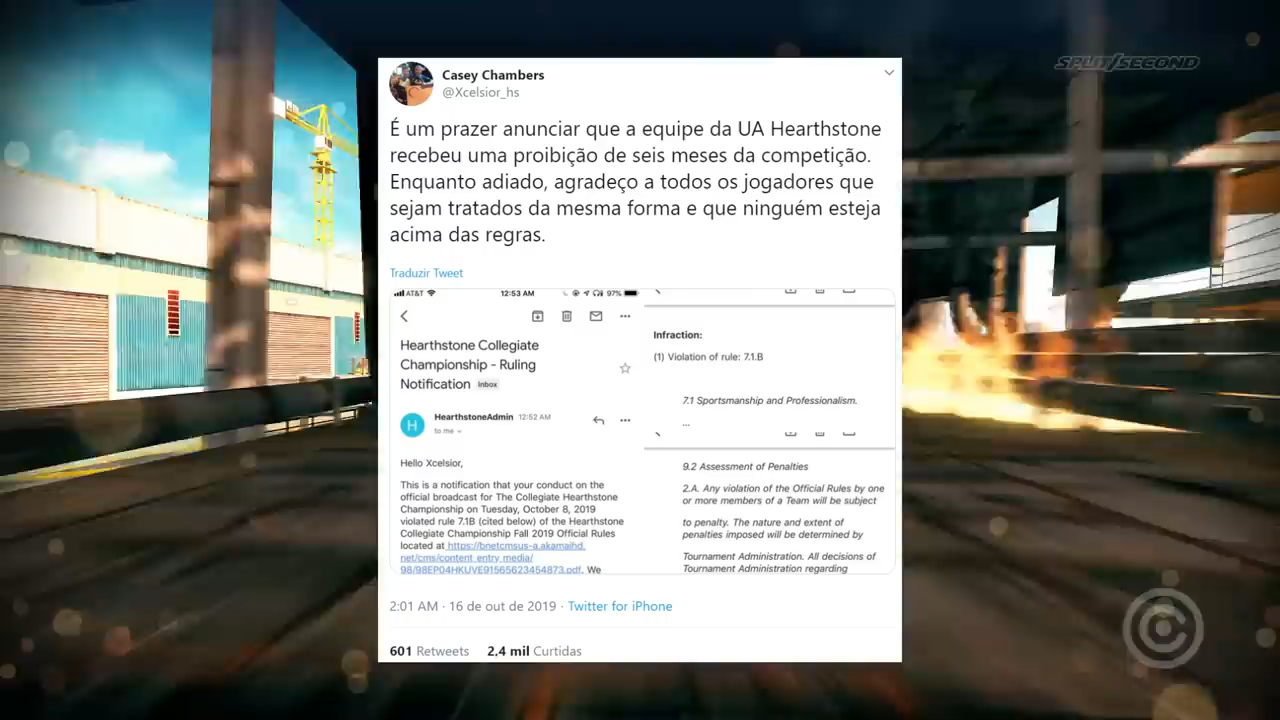 SPLIT/SECOND
Casey Chambers
@Xcelsior_hs
É um prazer anunciar que a equipe da UA Hearthstone
recebeu uma proibição de seis meses da competição.
Enquanto adiado, agradeço a todos os jogadores que
sejam tratados da mesma forma e que ninguém esteja
acima das regras.
Traduzir Tweet
AT&T 12:53 AM 97%
Hearthstone Collegiate
Championship - Ruling
Notification Inbox
HearthstoneAdmin 12:52 AM
to me
H
Hello Xcelsior,
This is a notification that your conduct on the
official broadcast for The Collegiate Hearthstone
Championship on Tuesday, October 8, 2019
violated rule 7.1B (cited below) of the Hearthstone
Collegiate Championship Fall 2019 Official Rules
located at https://bnetcmsus-a.akamaihd.
net/cms/content_entry_media/
98/98EP04HKUVE91565623454873.pdf. We
Infraction:
(1) Violation of rule: 7.1.B
7.1 Sportsmanship and Professionalism.
...
9.2 Assessment of Penalties
2.A. Any violation of the Official Rules by one
or more members of a Team will be subject
to penalty. The nature and extent of
penalties imposed will be determined by
Tournament Administration. All decisions of
Tournament Administration regarding
2:01 AM · 16 de out de 2019 · Twitter for iPhone
601 Retweets 2,4 mil Curtidas